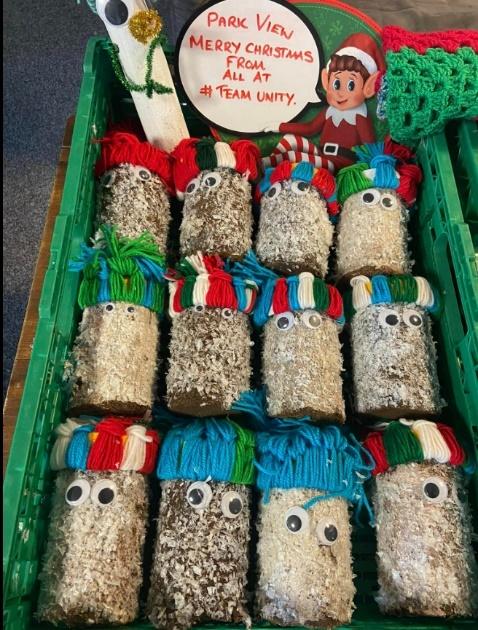 PARK VIEW
MERRY CHRISTMAS
FROM
ALL AT
# TEAM UNITY.